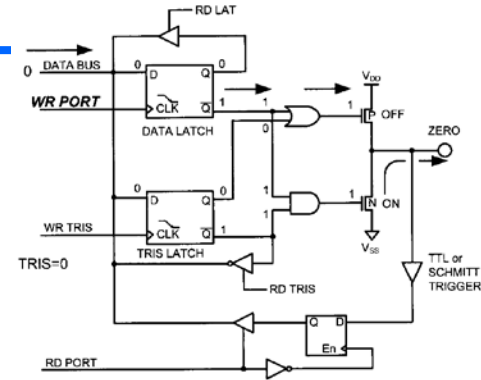 RD LAT
0 DATA BUS 0 D Q 0
WR PORT
CLK Q 1 1
DATA LATCH
0
1
VDD
P OFF
ZERO
0 D Q 0
WR TRIS
CLK Q 1
TRIS LATCH
1
1
1
N ON
VSS
TRIS=0
RD TRIS
TTL or
SCHMITT
TRIGGER
Q D
En
RD PORT